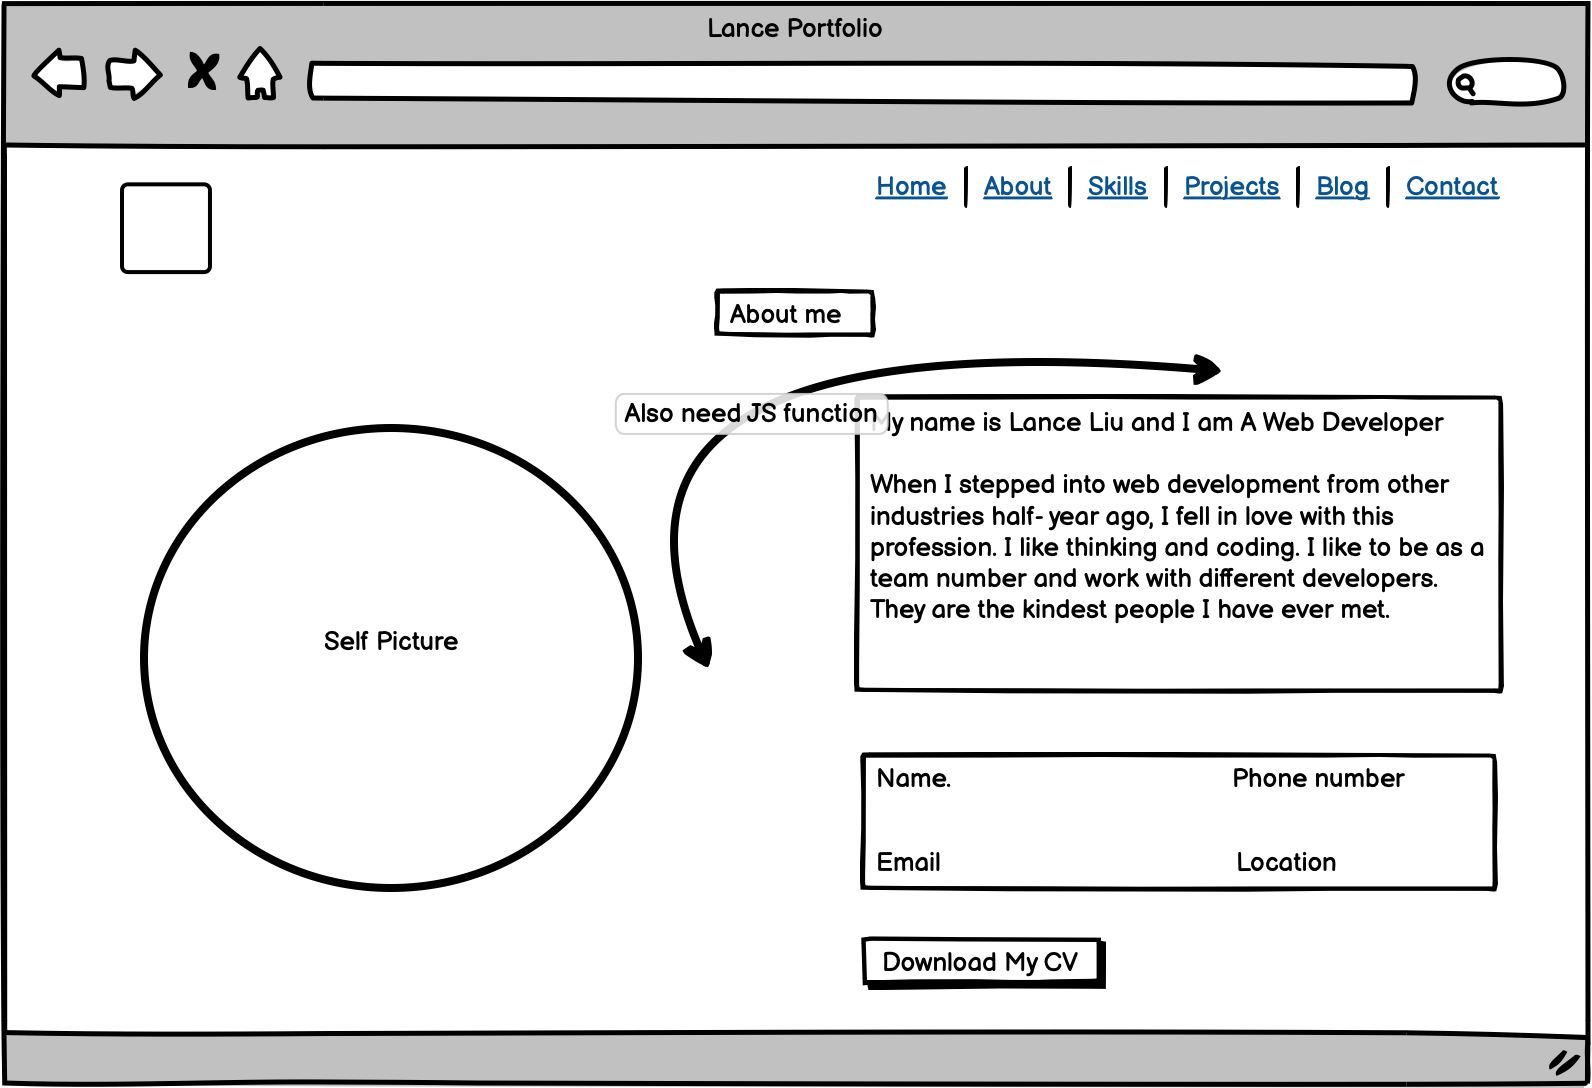 Lance Portfolio
Home About Skills Projects Blog Contact
About me
Also need JS function
My name is Lance Liu and I am A Web Developer
When I stepped into web development from other
industries half-year ago, I fell in love with this
profession. I like thinking and coding. I like to be as a
team number and work with different developers.
They are the kindest people I have ever met.
Self Picture
Name. Phone number
Email Location
Download My CV